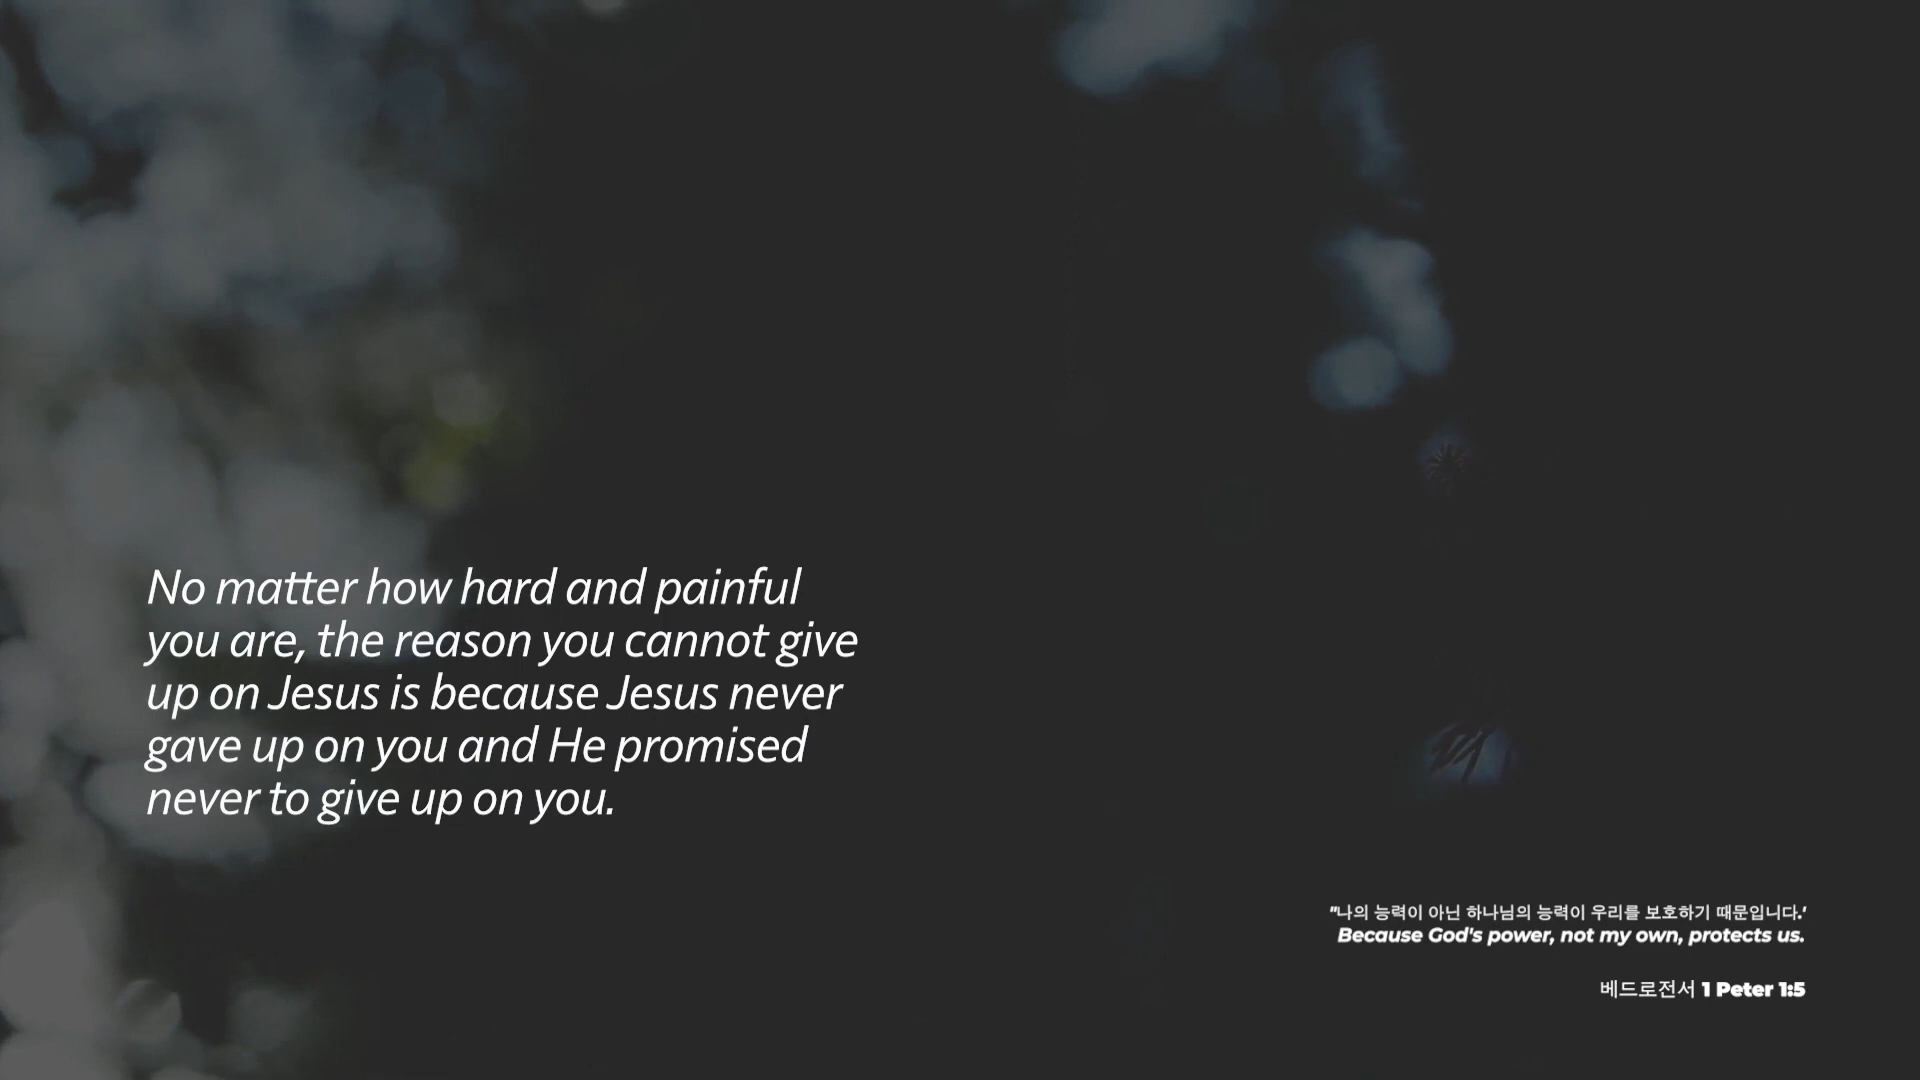 No matter how hard and painful
you are, the reason you cannot give
up on Jesus is because Jesus never
gave up on you and He promised
never to give up on you.
"나의 능력이 아닌 하나님의 능력이 우리를 보호하기 때문입니다.'
Because God's power, not my own, protects us.
베드로전서 1 Peter 1:5